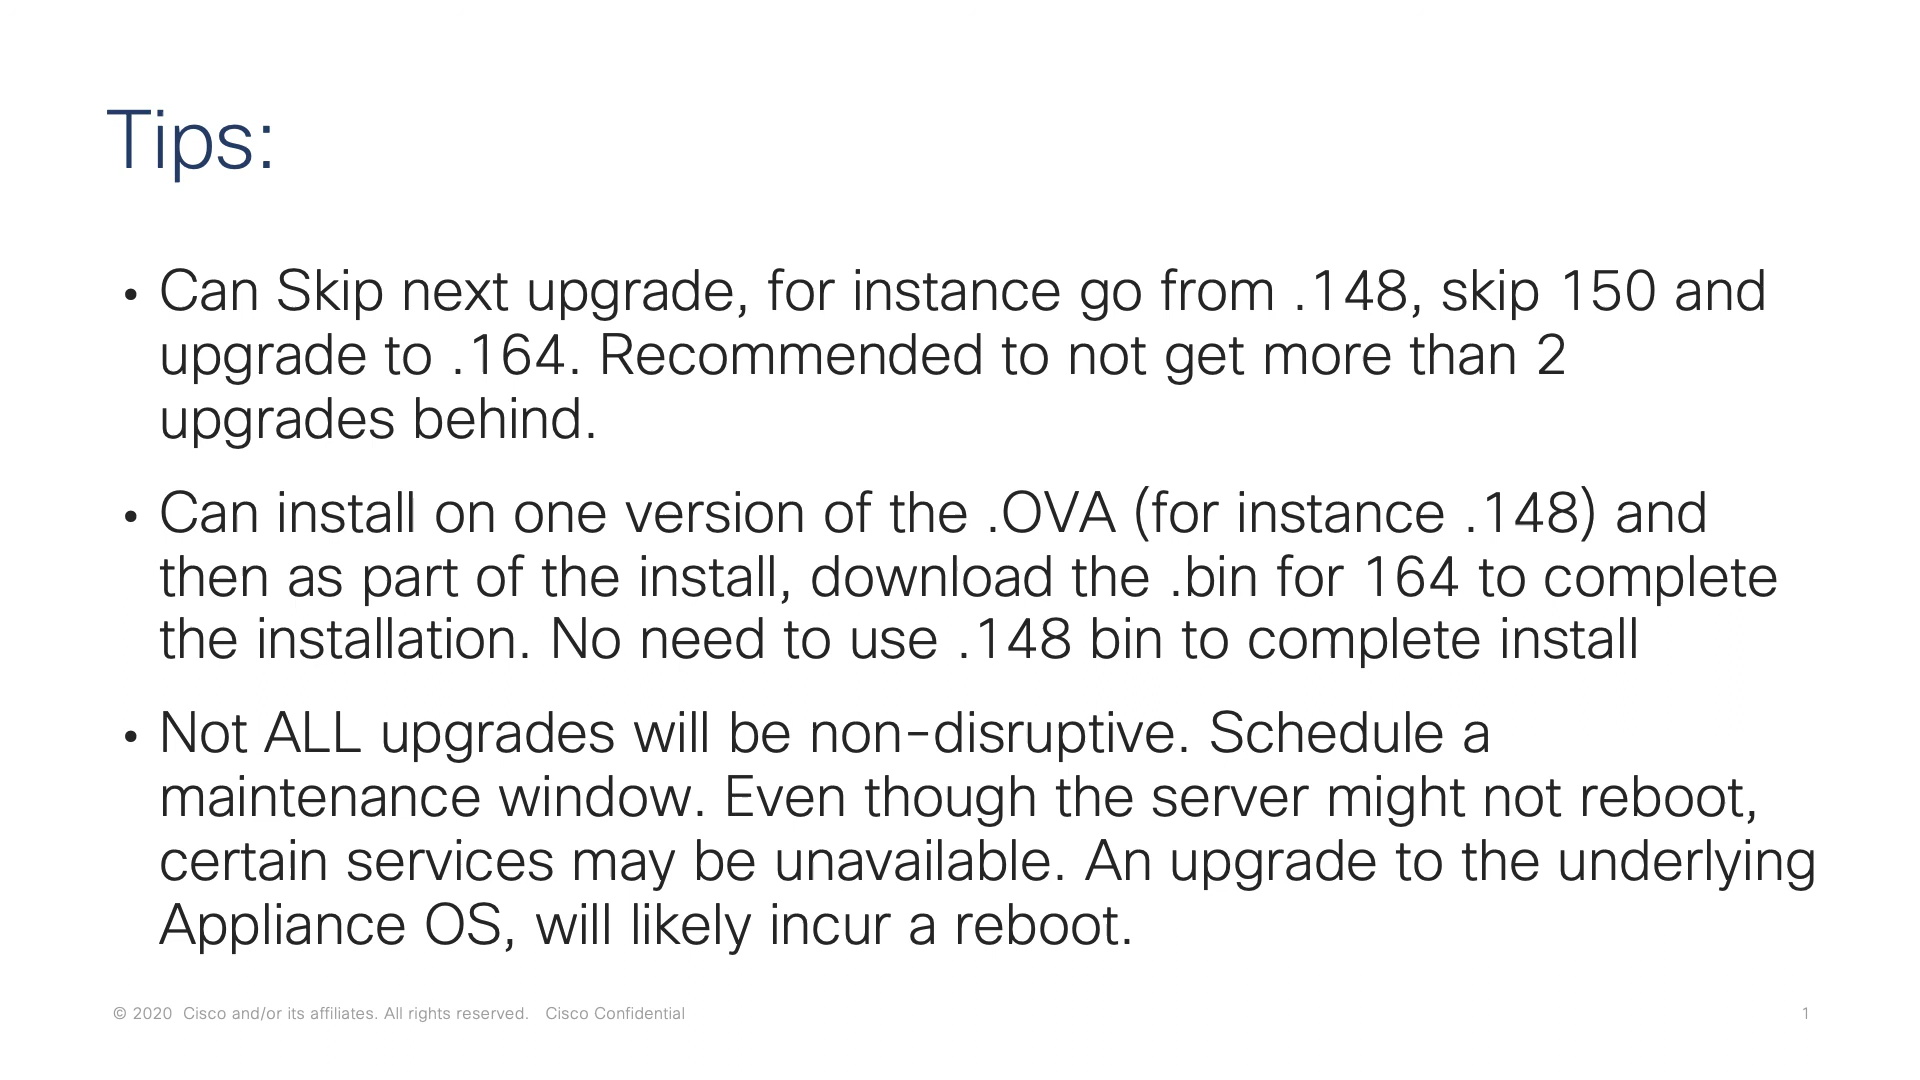 Tips:
• Can Skip next upgrade, for instance go from .148, skip 150 and
upgrade to .164. Recommended to not get more than 2
upgrades behind.
• Can install on one version of the .OVA (for instance .148) and
then as part of the install, download the .bin for 164 to complete
the installation. No need to use .148 bin to complete install
• Not ALL upgrades will be non-disruptive. Schedule a
maintenance window. Even though the server might not reboot,
certain services may be unavailable. An upgrade to the underlying
Appliance OS, will likely incur a reboot.
© 2020 Cisco and/or its affiliates. All rights reserved. Cisco Confidential
1